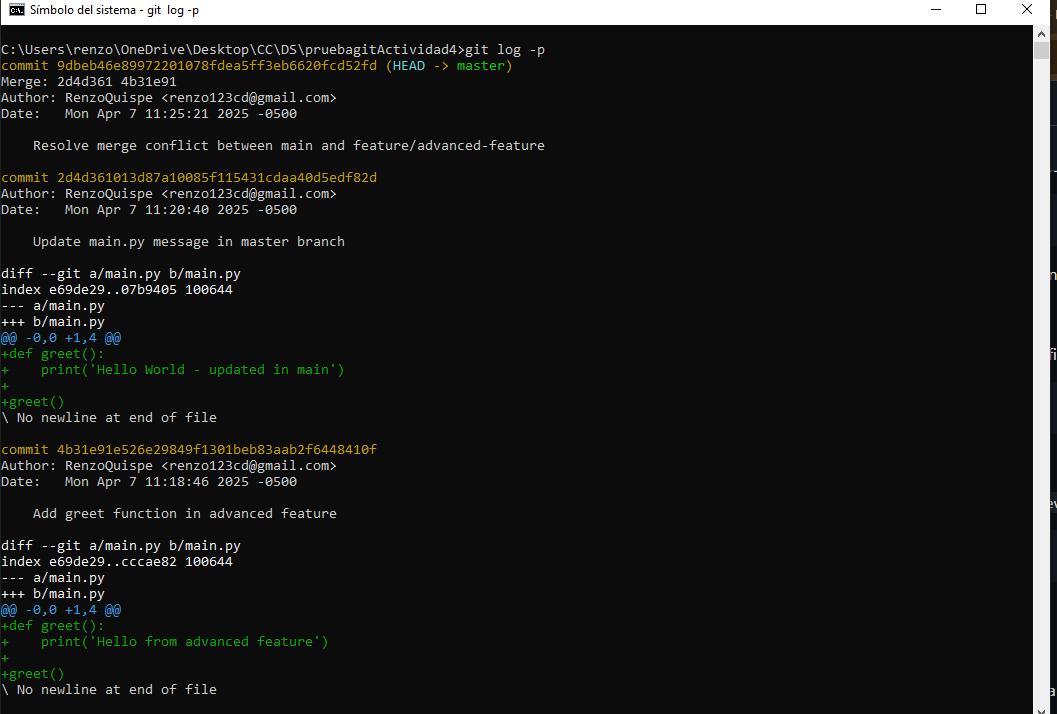 Símbolo del sistema - git log -p
C:\Users\renzo\OneDrive\Desktop\CC\DS\pruebagitActividad4>git log -p
commit 9dbeb46e89972201078fdea5ff3eb6620fcd52fd (HEAD -> master)
Merge: 2d4d361 4b31e91
Author: RenzoQuispe <renzo123cd@gmail.com>
Date:   Mon Apr 7 11:25:21 2025 -0500

    Resolve merge conflict between main and feature/advanced-feature

commit 2d4d361013d87a10085f115431cdaa40d5edf82d
Author: RenzoQuispe <renzo123cd@gmail.com>
Date:   Mon Apr 7 11:20:40 2025 -0500

    Update main.py message in master branch

diff --git a/main.py b/main.py
index e69de29..07b9405 100644
--- a/main.py
+++ b/main.py
@@ -0,0 +1,4 @@
+def greet():
+    print('Hello World - updated in main')
+
+greet()
\ No newline at end of file

commit 4b31e91e526e29849f1301beb83aab2f6448410f
Author: RenzoQuispe <renzo123cd@gmail.com>
Date:   Mon Apr 7 11:18:46 2025 -0500

    Add greet function in advanced feature

diff --git a/main.py b/main.py
index e69de29..cccae82 100644
--- a/main.py
+++ b/main.py
@@ -0,0 +1,4 @@
+def greet():
+    print('Hello from advanced feature')
+
+greet()
\ No newline at end of file